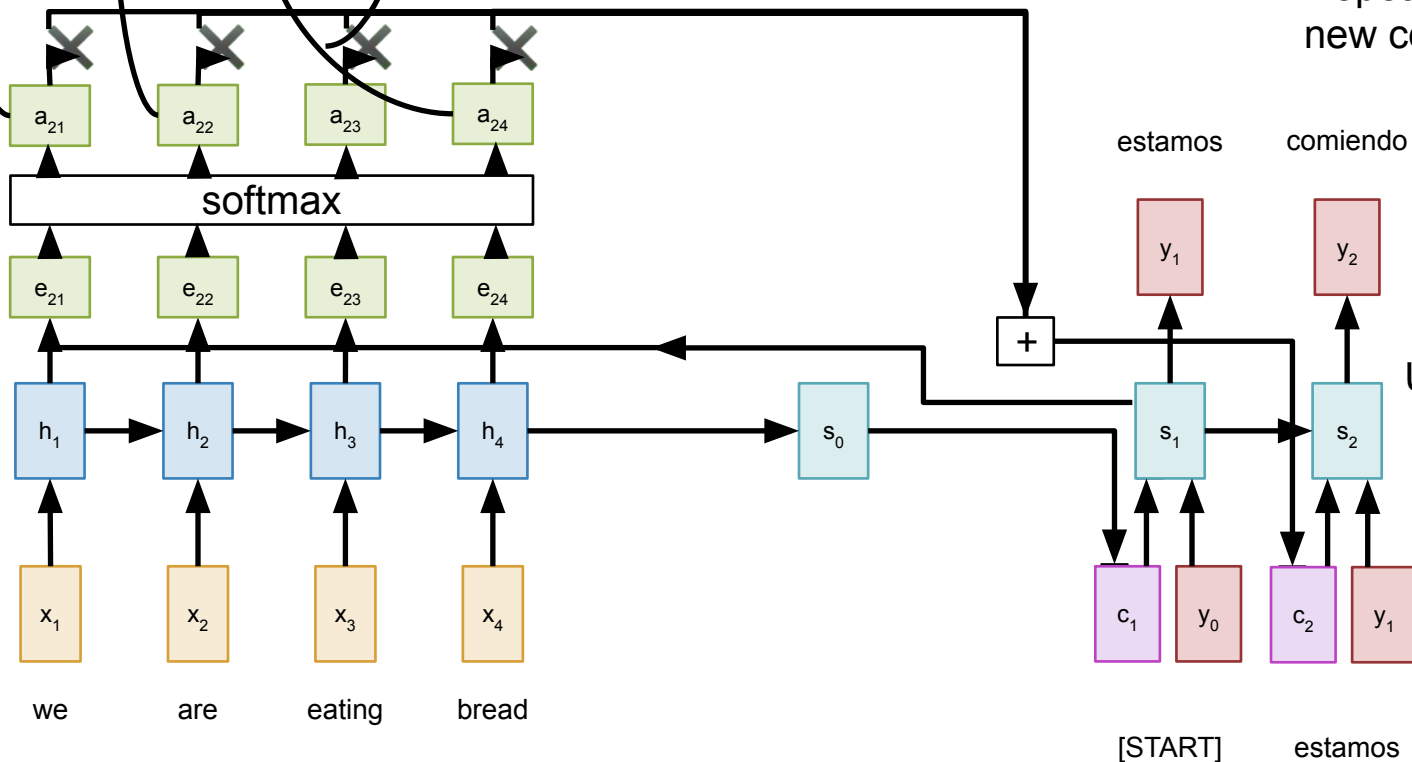 new
a21
a22
a23
a24
estamos
comiendo
softmax
y1
y2
e21
e22
e23
e24
+
h1
h2
h3
h4
s0
s1
s2
x1
x2
x3
x4
c1
y0
c2
y1
we
are
eating
bread
[START]
estamos